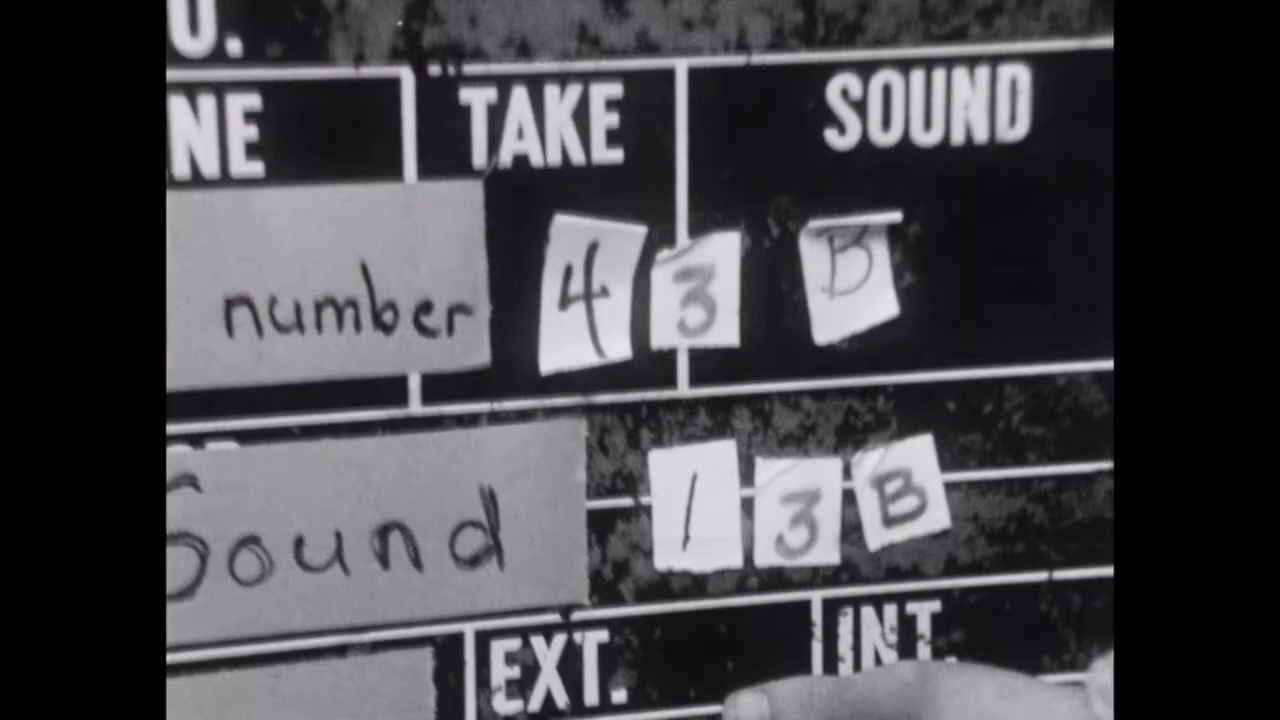 O.
NE TAKE SOUND
number 4 3 B
Sound 1 3 B
EXT. INT.